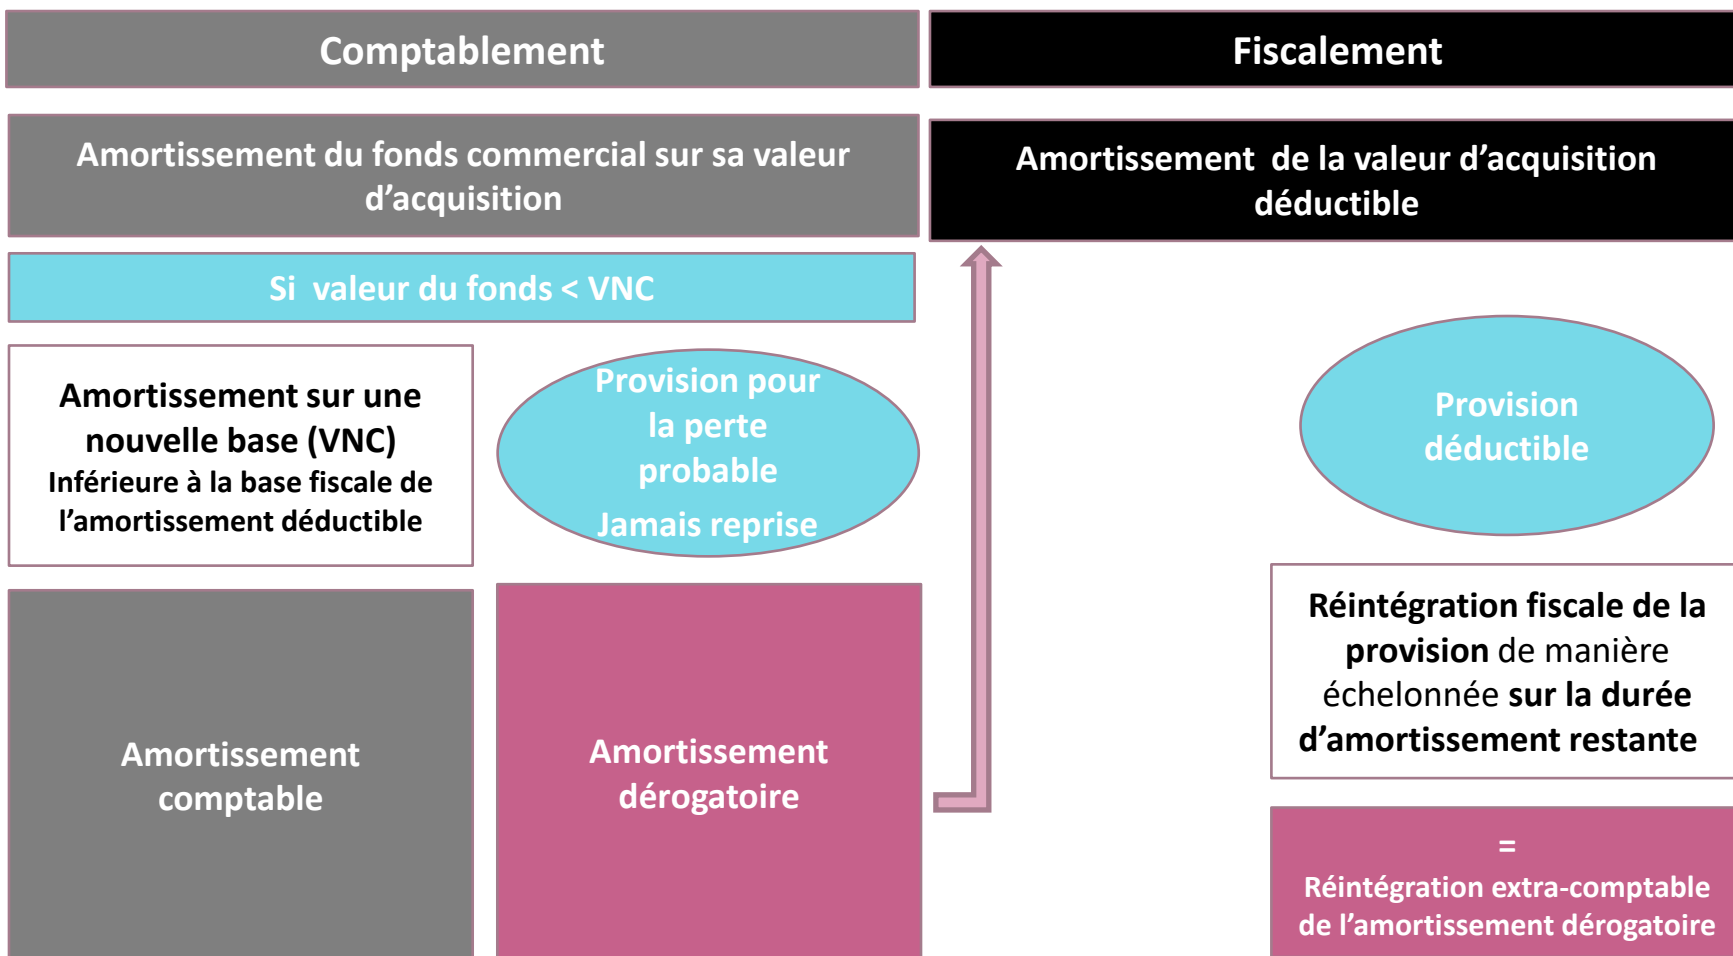 Comptablement
Fiscalement
Amortissement du fonds commercial sur sa valeur
d’acquisition
Amortissement de la valeur d’acquisition
déductible
Si valeur du fonds < VNC
Amortissement sur une
nouvelle base (VNC)
Inférieure à la base fiscale de
l’amortissement déductible
Provision pour
la perte
probable
Jamais reprise
Provision
déductible
Réintégration fiscale de la
provision de manière
échelonnée sur la durée
d’amortissement restante
Amortissement
comptable
Amortissement
dérogatoire
=
Réintégration extra-comptable
de l’amortissement dérogatoire